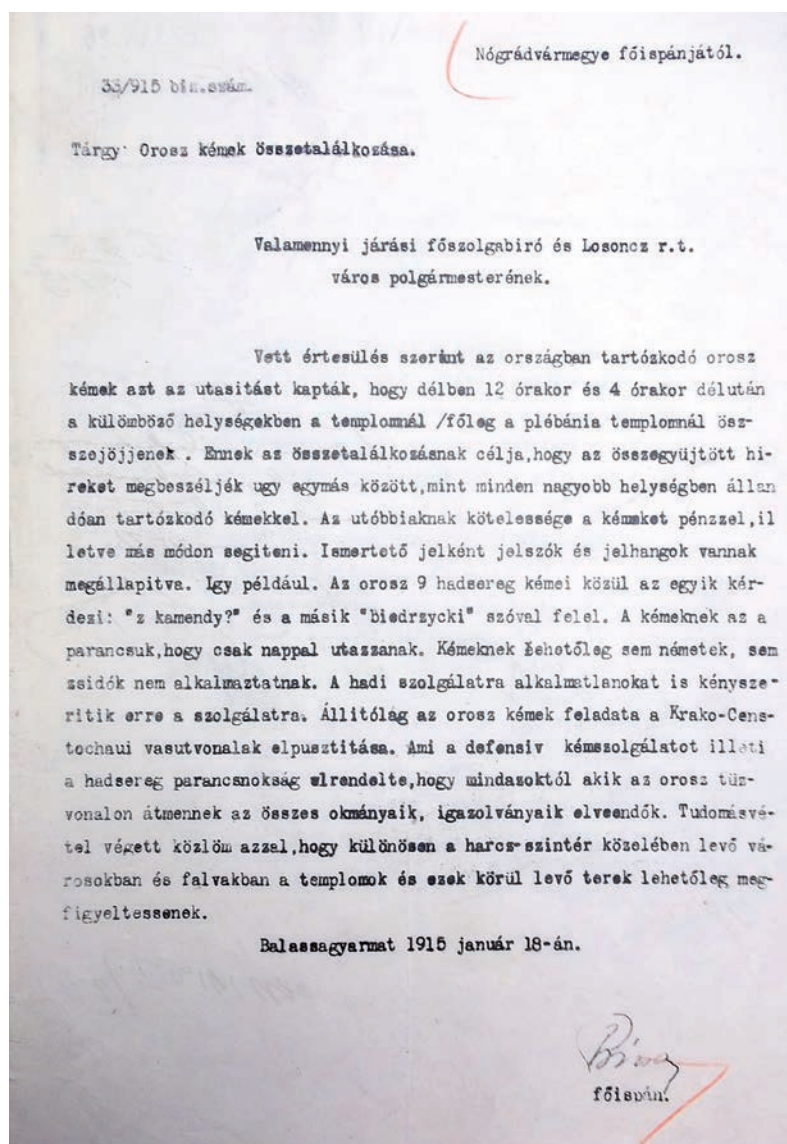 Nógrádvármegye főispánjától.
33/915 biz.szám.
Tárgy: Orosz kémek összetalálkozása.
Valamennyi járási főszolgabiró és Losoncz r.t.
város polgármesterének.
Vett értesülés szerint az országban tartózkodó orosz
kémek azt az utasitást kapták, hogy délben 12 órakor és 4 órakor délután
a külömböző helységekben a templomnál /főleg a plébánia templomnál ösz-
szejöjjenek . Ennek az összetalálkozásnak célja,hogy az összegyüjtött hi-
reket megbeszéljék ugy egymás között,mint minden nagyobb helységben állan
dóan tartózkodó kémekkel. Az utóbbiaknak kötelessége a kémeket pénzzel,il
letve más módon segiteni. Ismertető jelként jelszók és jelhangok vannak
megállapitva. Igy például. Az orosz 9 hadsereg kémei közül az egyik kér-
dezi: "z kamendy?" és a másik "biedrzycki" szóval felel. A kémeknek az a
parancsuk,hogy csak nappal utazzanak. Kémeknek lehetőleg sem németek, sem
zsidók nem alkalmaztatnak. A hadi szolgálatra alkalmatlanokat is kénysze-
ritik erre a szolgálatra. Állitólag az orosz kémek feladata a Krako-Cens-
tochaui vasutvonalak elpusztitása. Ami a defensiv kémszolgálatot illeti
a hadsereg parancsnokság elrendelte,hogy mindazoktól akik az orosz tüz-
vonalon átmennek az összes okmányaik, igazolványaik elveendők. Tudomásvé-
tel végett közlöm azzal,hogy különösen a harcz-szintér közelében levő vá-
rosokban és falvakban a templomok és ezek körül levő terek lehetőleg meg-
figyeltessenek.
Balassagyarmat 1915 január 18-án.
főispán.